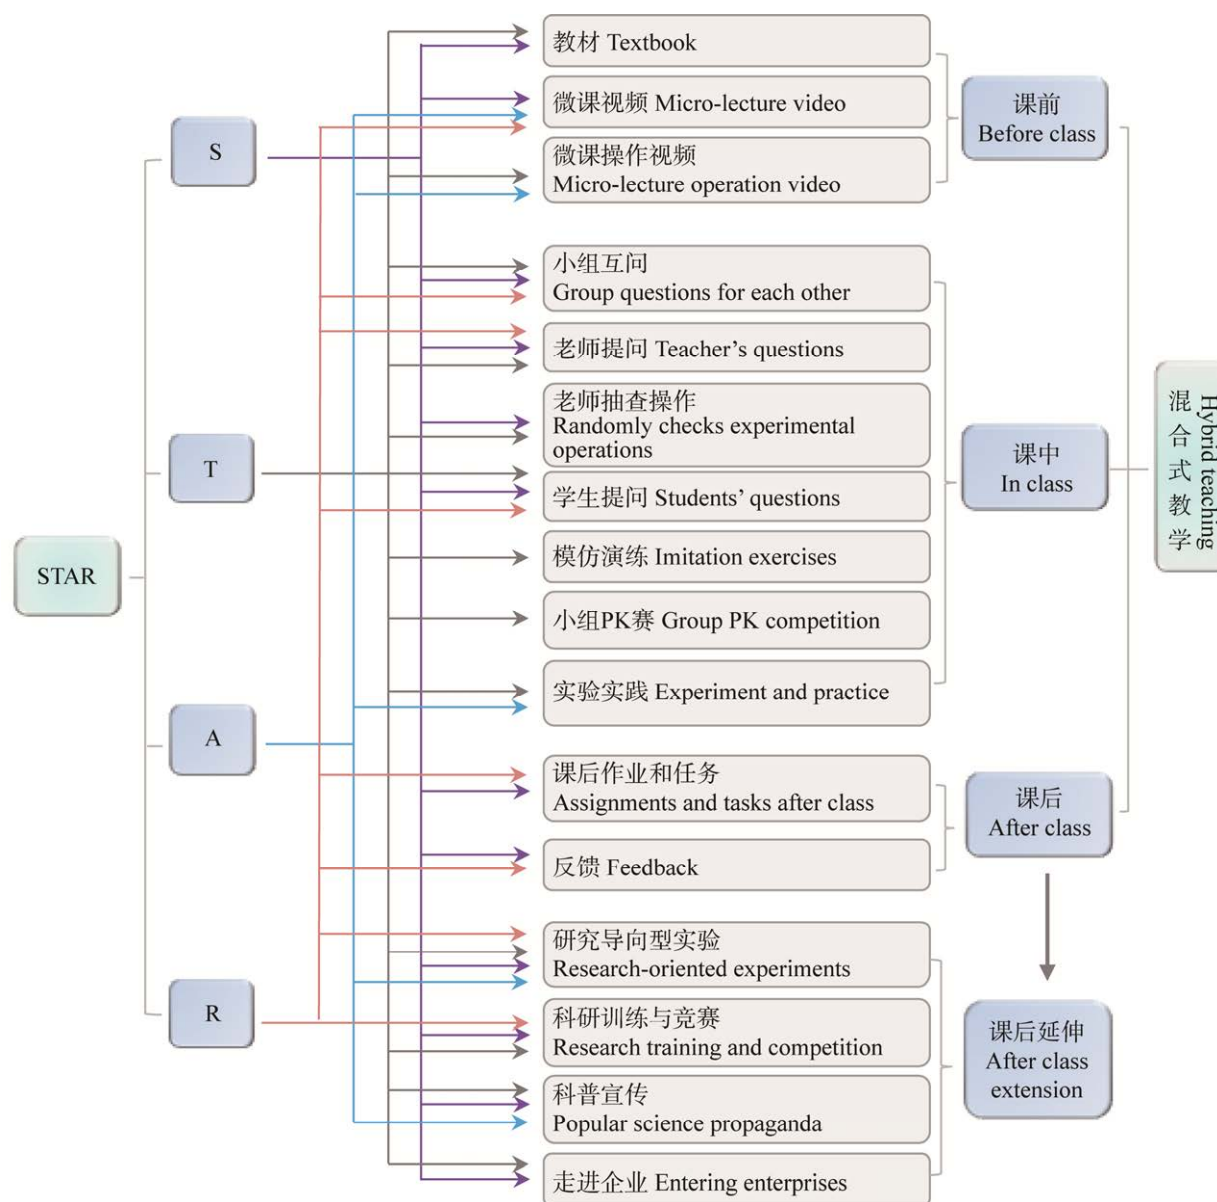 STAR
S
T
A
R
教材 Textbook
微课视频 Micro-lecture video
微课操作视频
Micro-lecture operation video
小组互问
Group questions for each other
老师提问 Teacher’s questions
老师抽查操作
Randomly checks experimental
operations
学生提问 Students’ questions
模仿演练 Imitation exercises
小组PK赛 Group PK competition
实验实践 Experiment and practice
课后作业和任务
Assignments and tasks after class
反馈 Feedback
研究导向型实验
Research-oriented experiments
科研训练与竞赛
Research training and competition
科普宣传
Popular science propaganda
走进企业 Entering enterprises
课前
Before class
课中
In class
课后
After class
课后延伸
After class
extension
混合式教学
Hybrid teaching